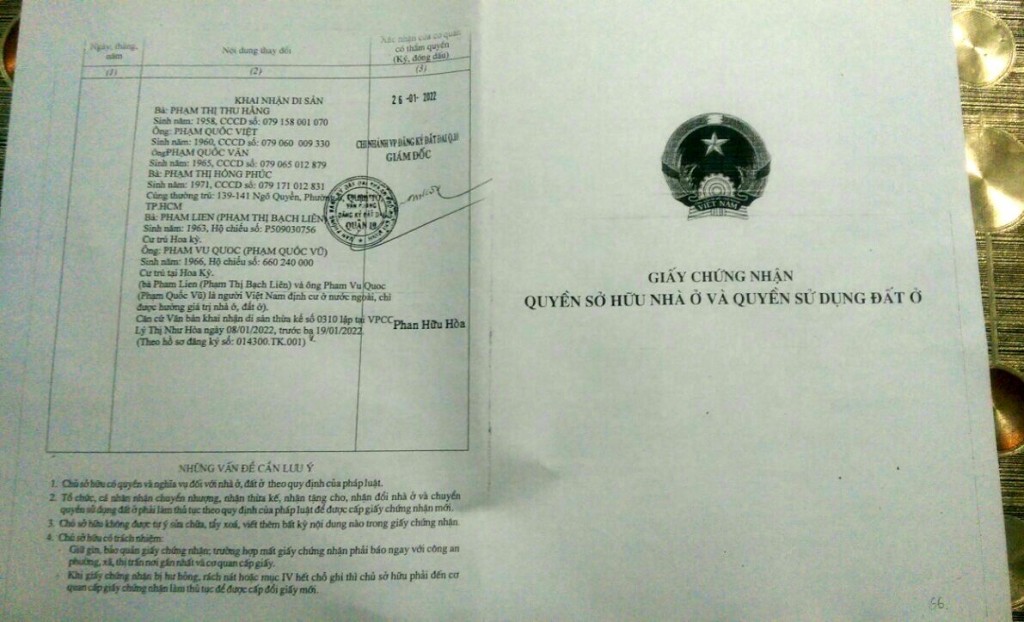 Ngày, tháng, năm
Nội dung thay đổi
Xác nhận của cơ quan
có thẩm quyền
(Ký, đóng dấu)
(1)
(2)
(3)
KHAI NHẬN DI SẢN
Bà: PHẠM THỊ THU HẰNG
Sinh năm: 1958, CCCD số: 079 158 001 070
Ông: PHẠM QUỐC VIỆT
Sinh năm: 1960, CCCD số: 079 060 009 330
Ông PHẠM QUỐC VĂN
Sinh năm: 1965, CCCD số: 079 065 012 879
Bà: PHẠM THỊ HỒNG PHÚC
Sinh năm: 1971, CCCD số: 079 171 012 831
Cùng thường trú: 139-141 Ngô Quyền, Phường
TP.HCM
Bà: PHAM LIEN (PHẠM THỊ BẠCH LIÊN)
Sinh năm: 1963, Hộ chiếu số: P509030756
Cư trú Hoa kỳ.
Ông: PHAM VU QUOC (PHẠM QUỐC VŨ)
Sinh năm: 1966, Hộ chiếu số: 660 240 000
Cư trú tại Hoa Kỳ.
(bà Pham Lien (Phạm Thị Bạch Liên) và ông Pham Vu Quoc
(Phạm Quốc Vũ) là người Việt Nam định cư ở nước ngoài, chỉ
được hưởng giá trị nhà ở, đất ở).
Căn cứ Văn bản khai nhận di sản thừa kế số 0310 lập tại VPCC
Lý Thị Như Hòa ngày 08/01/2022, trước bạ 19/01/2022
(Theo hồ sơ đăng ký số: 014300.TK.001)
26 -01- 2022
CHI NHÁNH VP ĐĂNG KÝ ĐẤT ĐAI Q.10
GIÁM ĐỐC
VĂN PHÒNG
ĐĂNG KÝ ĐẤT ĐAI
QUẬN 10
Phan Hữu Hòa
NHỮNG VẤN ĐỀ CẦN LƯU Ý
1. Chủ sở hữu có quyền và nghĩa vụ đối với nhà ở, đất ở theo quy định của pháp luật.
2. Tổ chức, cá nhân nhận chuyển nhượng, nhận thừa kế, nhận tặng cho, nhận đổi nhà ở và chuyển
quyền sử dụng đất ở phải làm thủ tục theo quy định của pháp luật để được cấp giấy chứng nhận mới.
3. Chủ sở hữu không được tự ý sửa chữa, tẩy xoá, viết thêm bất kỳ nội dung nào trong giấy chứng nhận.
4. Chủ sở hữu có trách nhiệm:
- Giữ gìn, bảo quản giấy chứng nhận; trường hợp mất giấy chứng nhận phải báo ngay với công an
phường, xã, thị trấn nơi gần nhất và cơ quan cấp giấy.
- Khi giấy chứng nhận bị hư hỏng, rách nát hoặc mục IV hết chỗ ghi thì chủ sở hữu phải đến cơ
quan cấp giấy chứng nhận làm thủ tục để được cấp đổi giấy mới.
VIỆT NAM
GIẤY CHỨNG NHẬN
QUYỀN SỞ HỮU NHÀ Ở VÀ QUYỀN SỬ DỤNG ĐẤT Ở
66